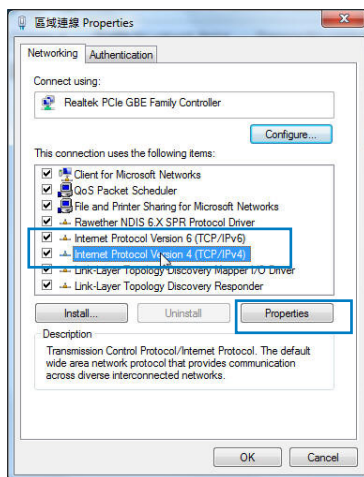 區域連線 Properties
Networking Authentication
Connect using:
Realtek PCIe GBE Family Controller
Configure...
This connection uses the following items:
Client for Microsoft Networks
QoS Packet Scheduler
File and Printer Sharing for Microsoft Networks
Rawether NDIS 6.X SPR Protocol Driver
Internet Protocol Version 6 (TCP/IPv6)
Internet Protocol Version 4 (TCP/IPv4)
Link-Layer Topology Discovery Mapper I/O Driver
Link-Layer Topology Discovery Responder
Install... Uninstall Properties
Description
Transmission Control Protocol/Internet Protocol. The default
wide area network protocol that provides communication
across diverse interconnected networks.
OK Cancel